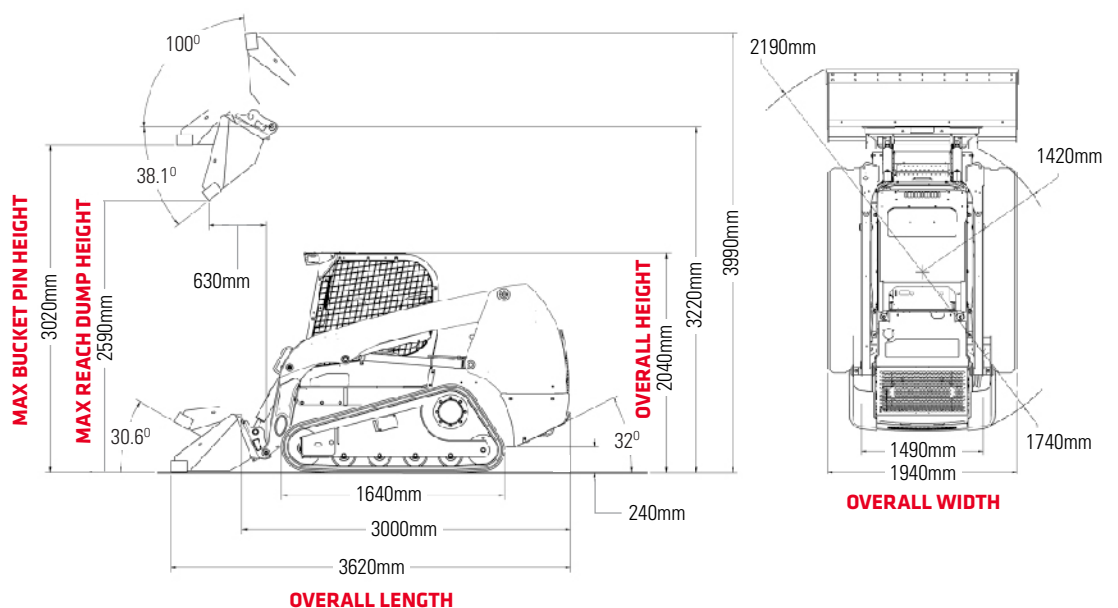 100⁰
38.1⁰
630mm
MAX BUCKET PIN HEIGHT
3020mm
MAX REACH DUMP HEIGHT
2590mm
30.6⁰
OVERALL HEIGHT
2040mm
3220mm
3990mm
32⁰
1640mm
240mm
3000mm
3620mm
OVERALL LENGTH
2190mm
1420mm
1740mm
1490mm
1940mm
OVERALL WIDTH